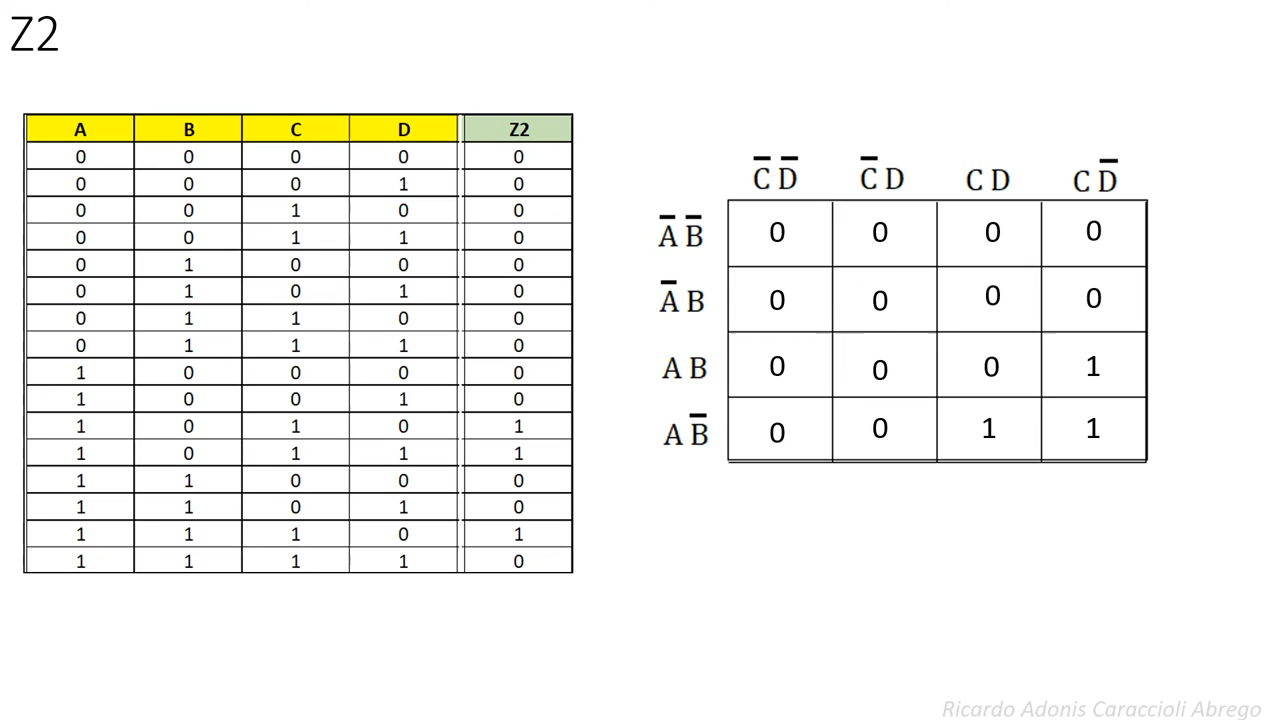 Z2
A B C D Z2
0 0 0 0 0
0 0 0 1 0
0 0 1 0 0
0 0 1 1 0
0 1 0 0 0
0 1 0 1 0
0 1 1 0 0
0 1 1 1 0
1 0 0 0 0
1 0 0 1 0
1 0 1 0 1
1 0 1 1 1
1 1 0 0 0
1 1 0 1 0
1 1 1 0 1
1 1 1 1 0
C̅ D̅ C̅ D C D C D̅
A̅ B̅ 0 0 0 0
A̅ B 0 0 0 0
A B 0 0 0 1
A B̅ 0 0 1 1
Ricardo Adonis Caraccioli Abrego